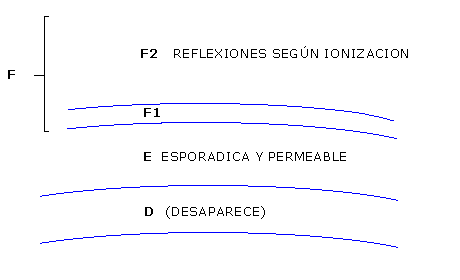 F2 REFLEXIONES SEGÚN IONIZACION
F
F1
E ESPORADICA Y PERMEABLE
D (DESAPARECE)